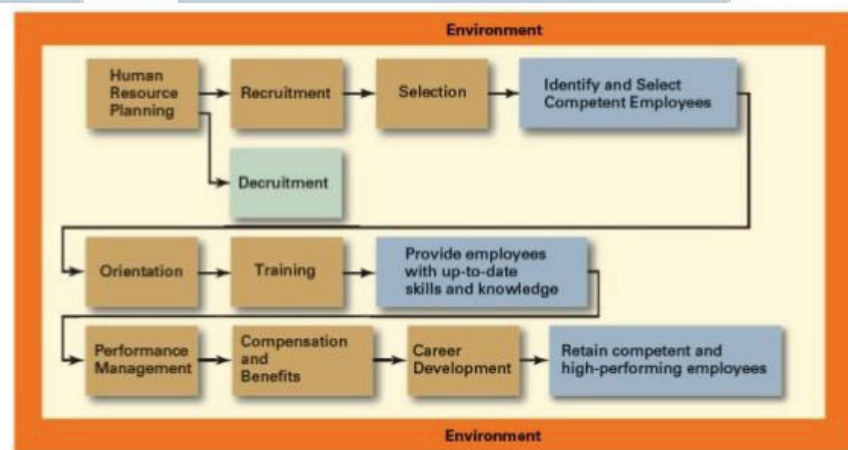 Environment
Human
Resource
Planning
Recruitment
Selection
Identify and Select
Competent Employees
Decruitment
Orientation
Training
Provide employees
with up-to-date
skills and knowledge
Performance
Management
Compensation
and
Benefits
Career
Development
Retain competent and
high-performing employees
Environment